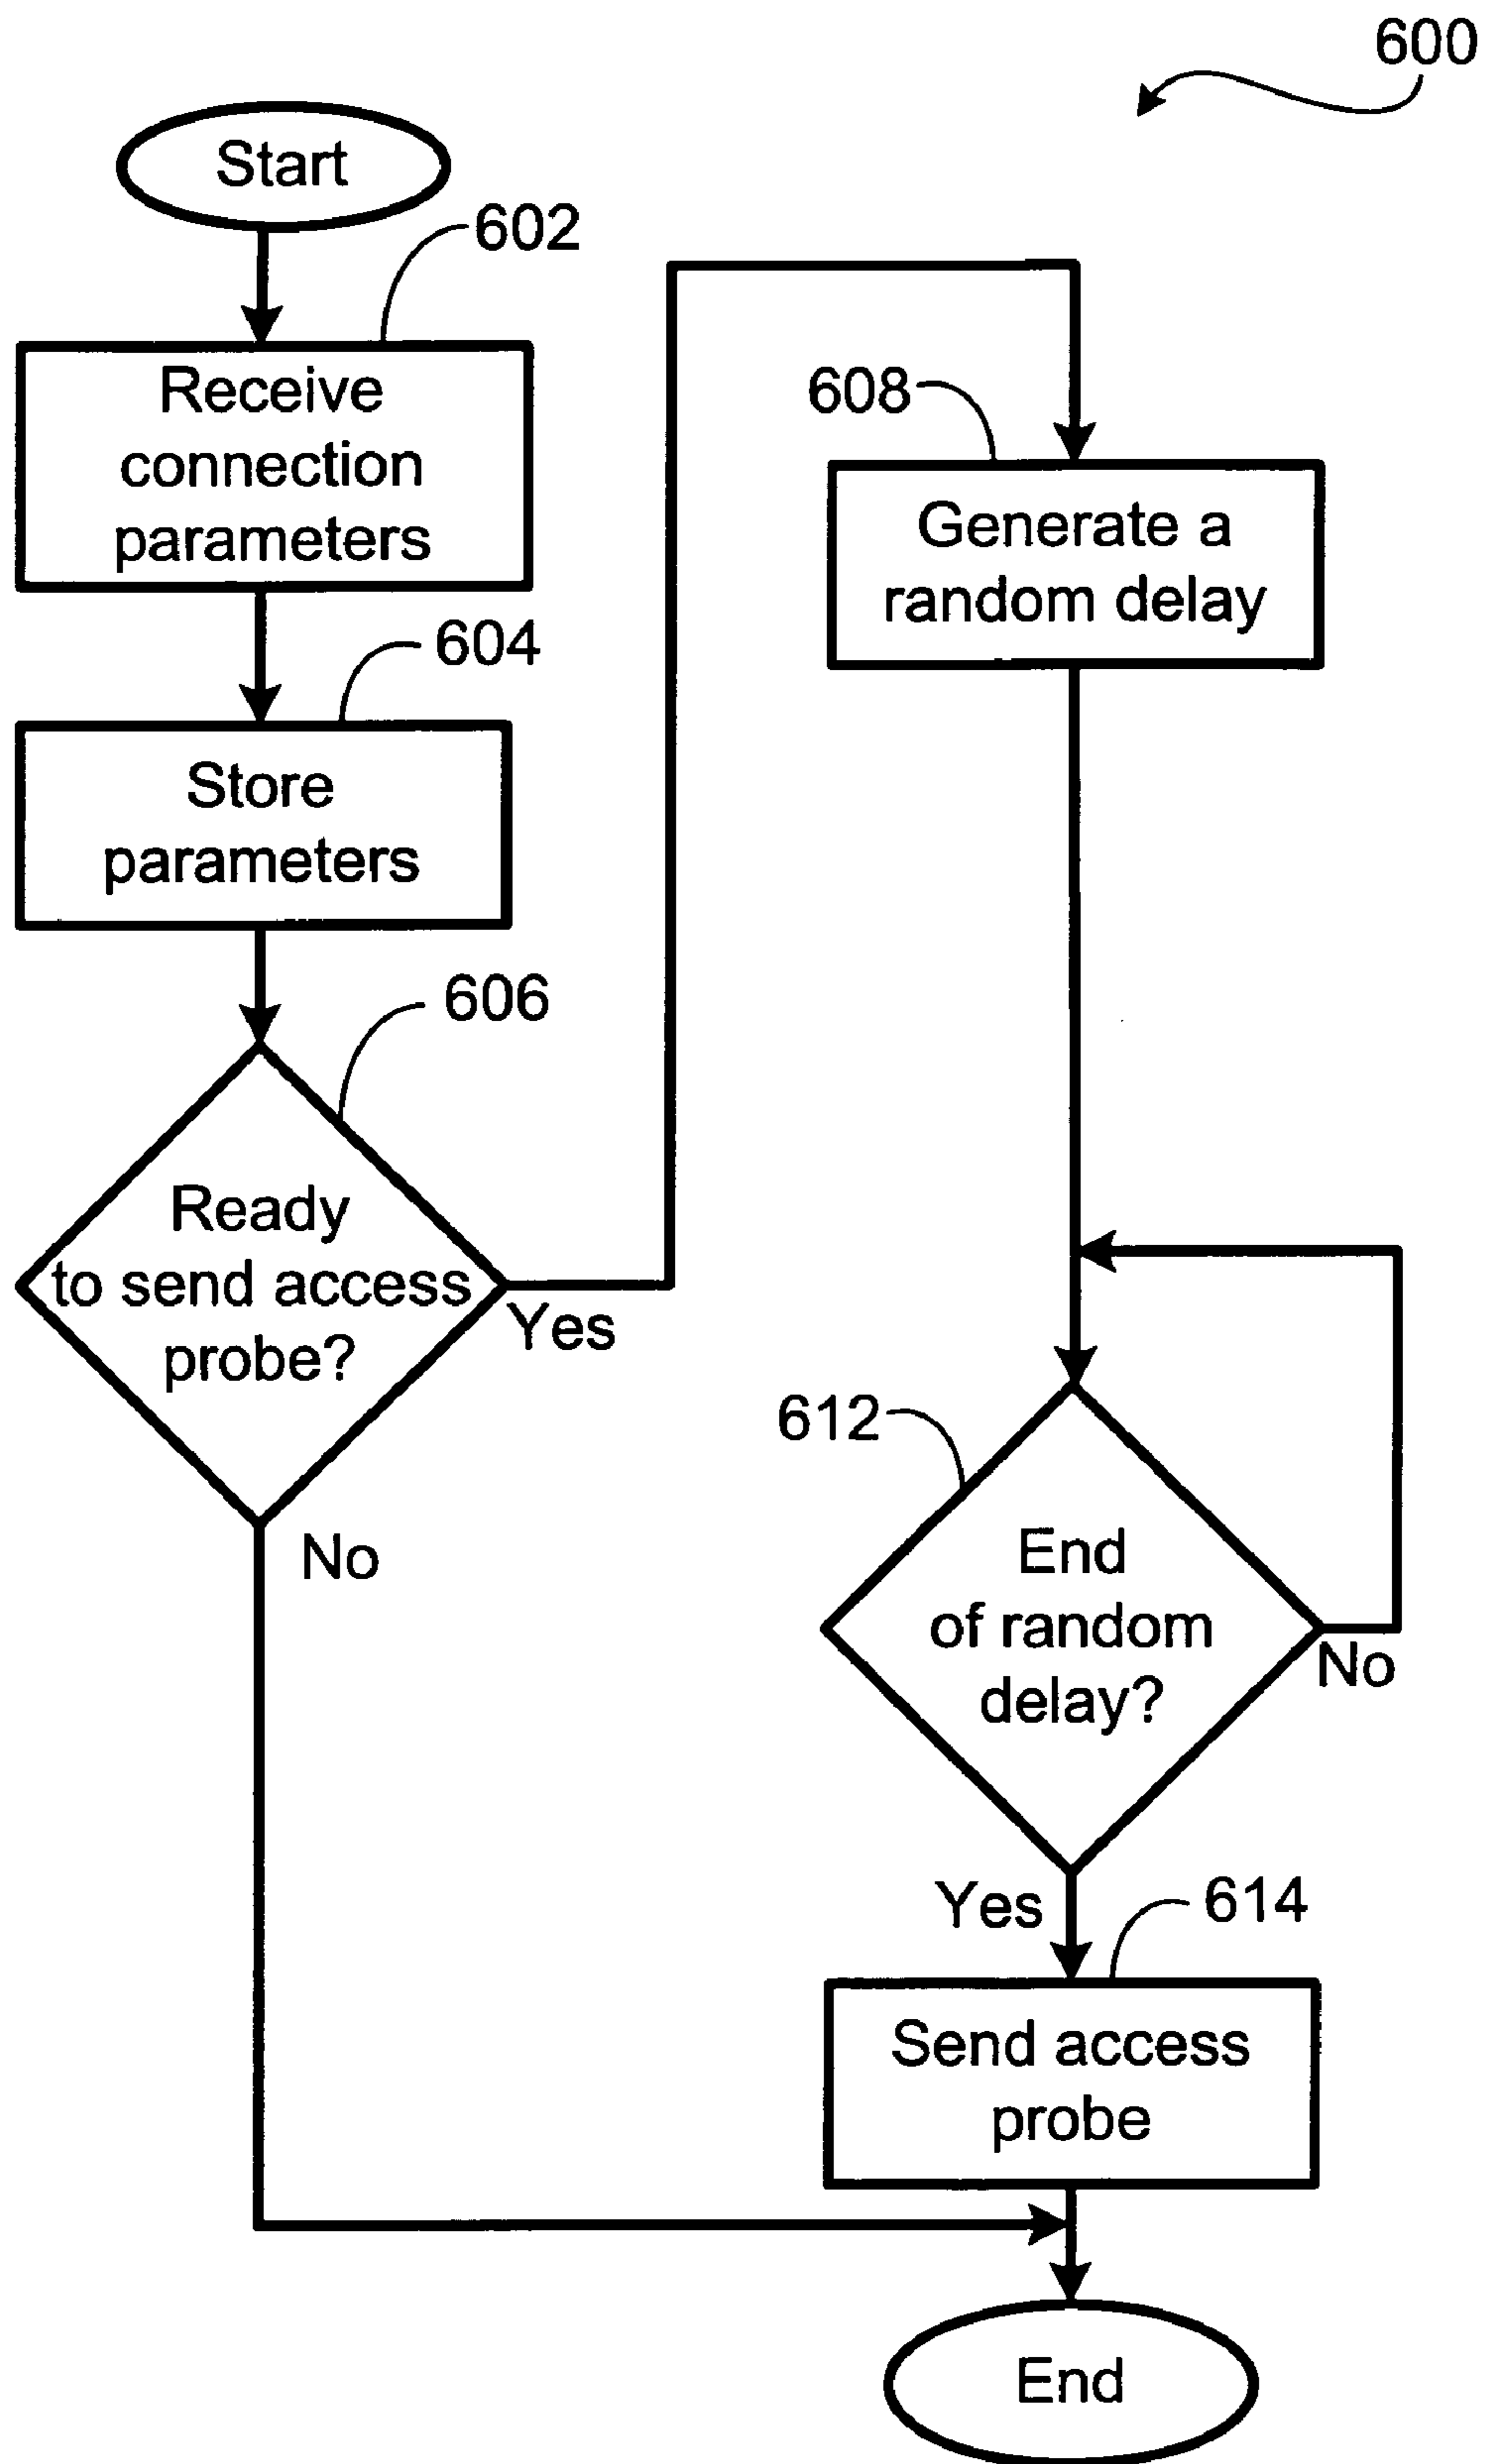 600
Start
602
Receive
connection
parameters
604
Store
parameters
606
Ready
to send access
probe?
Yes
No
608
Generate a
random delay
612
End
of random
delay?
No
Yes
614
Send access
probe
End